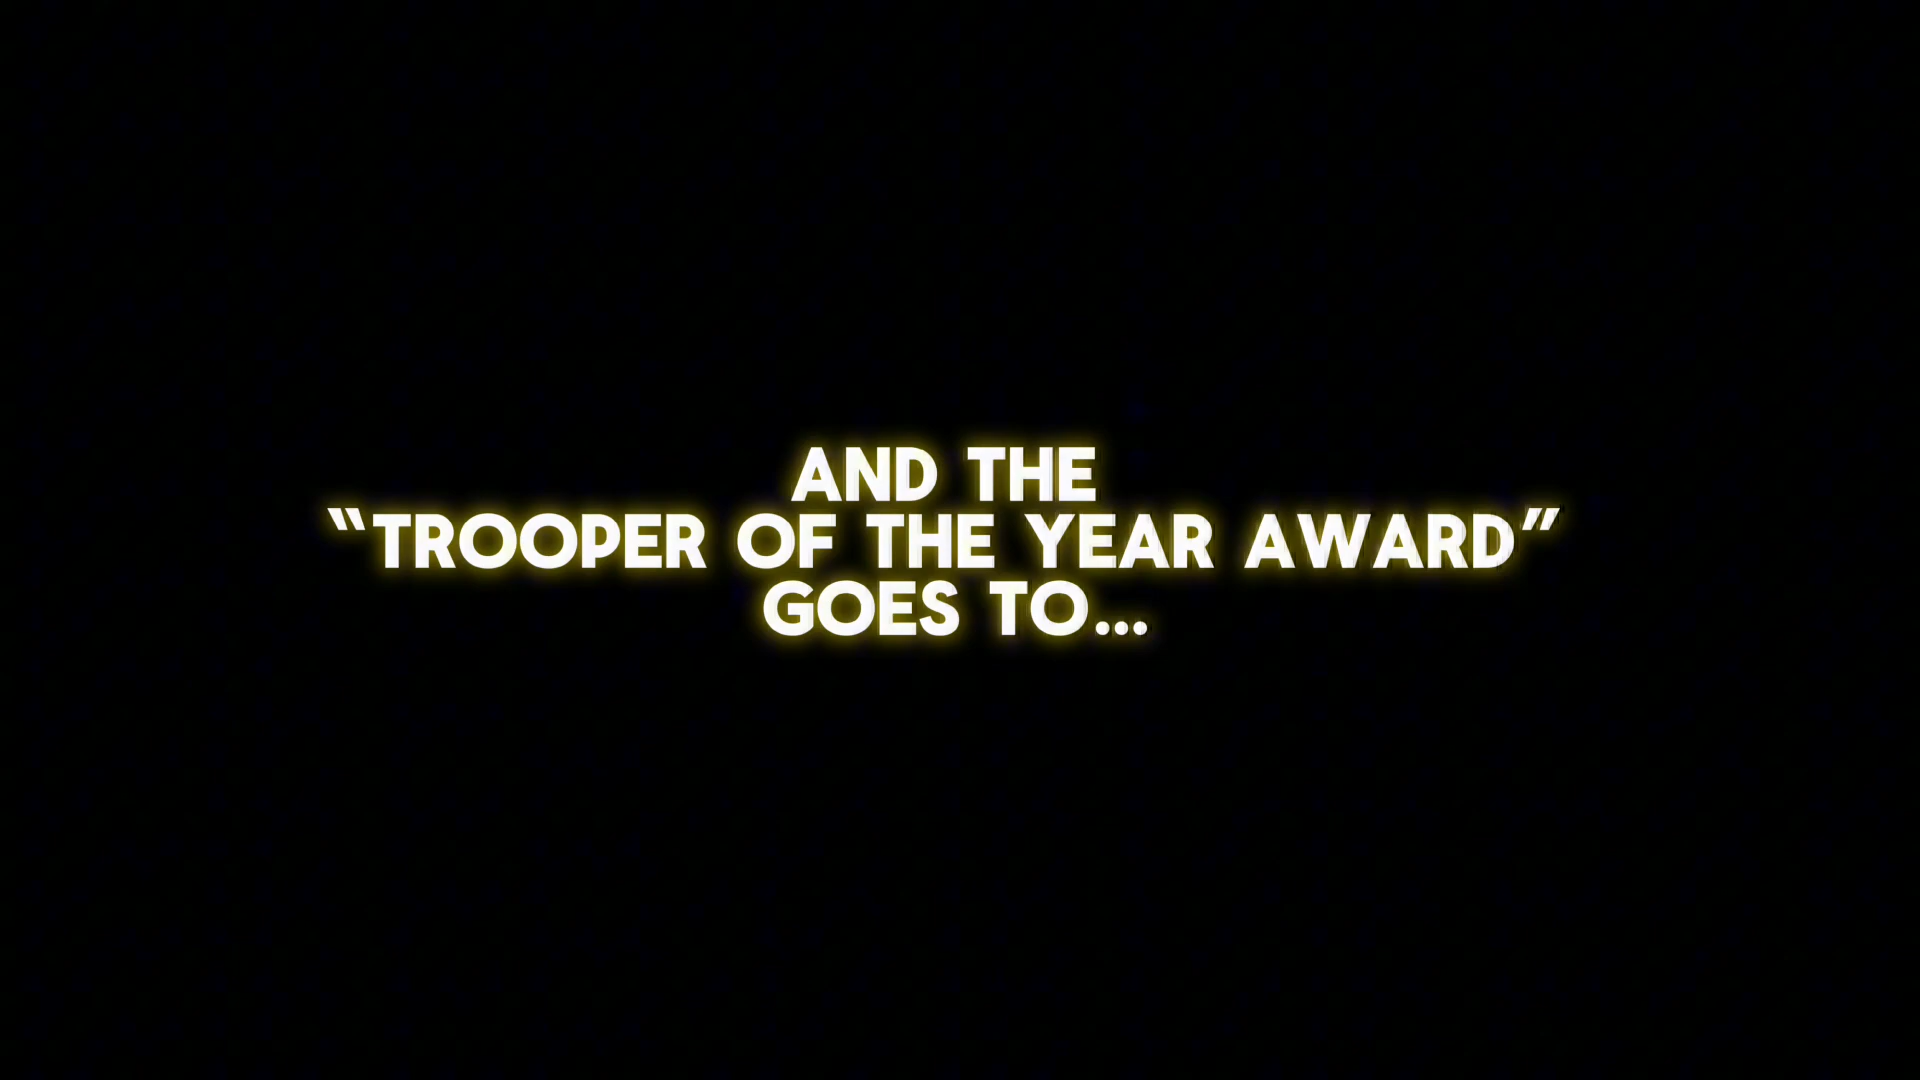 AND THE
“TROOPER OF THE YEAR AWARD”
GOES TO...